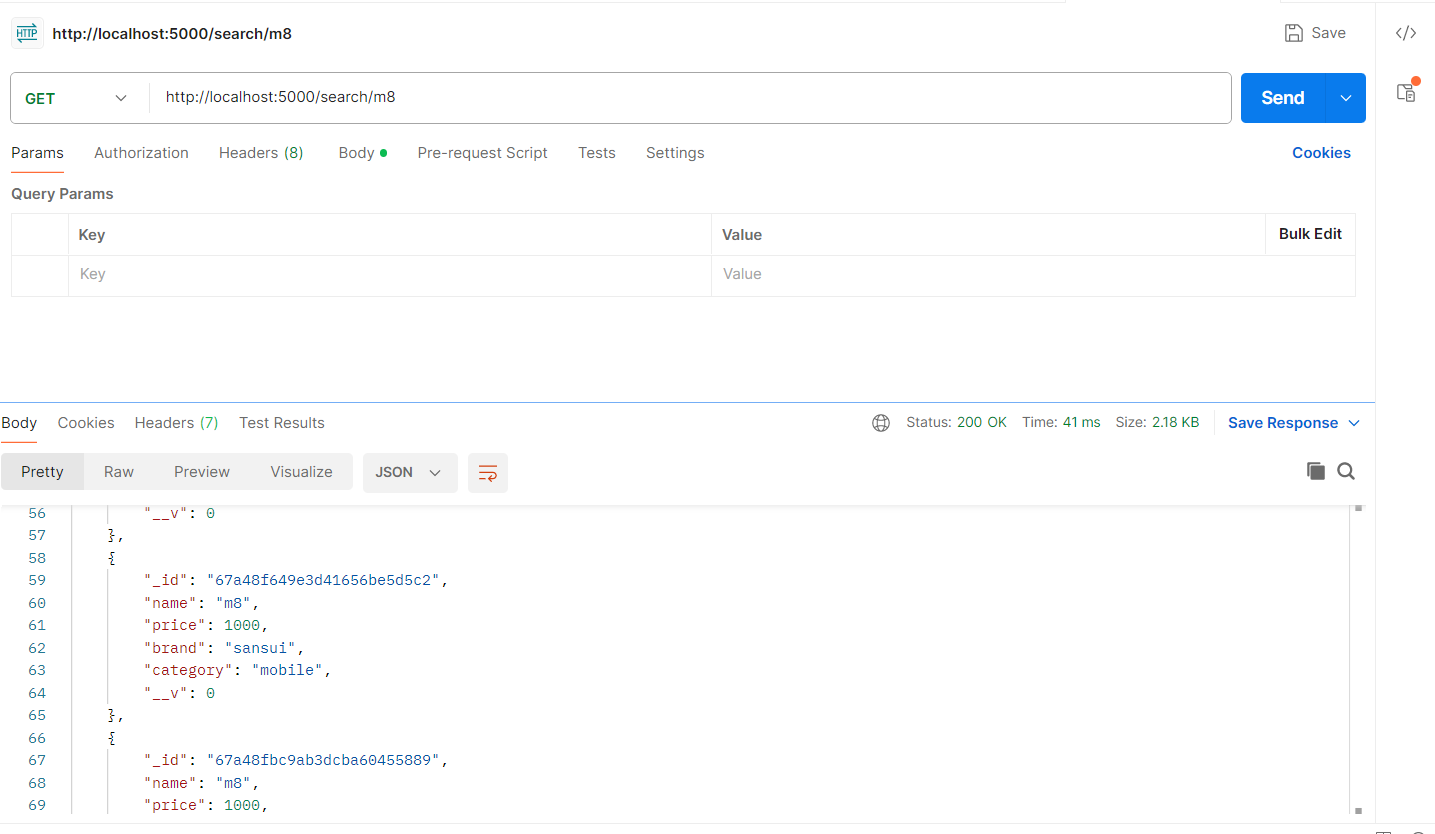 HTTP http://localhost:5000/search/m8 Save
GET http://localhost:5000/search/m8 Send
Params Authorization Headers (8) Body Pre-request Script Tests Settings Cookies
Query Params
Key Value Bulk Edit
Key Value
Body Cookies Headers (7) Test Results Status: 200 OK Time: 41 ms Size: 2.18 KB Save Response
Pretty Raw Preview Visualize JSON
56 "__v": 0
57 },
58 {
59 "_id": "67a48f649e3d41656be5d5c2",
60 "name": "m8",
61 "price": 1000,
62 "brand": "sansui",
63 "category": "mobile",
64 "__v": 0
65 },
66 {
67 "_id": "67a48fbc9ab3dcba60455889",
68 "name": "m8",
69 "price": 1000,